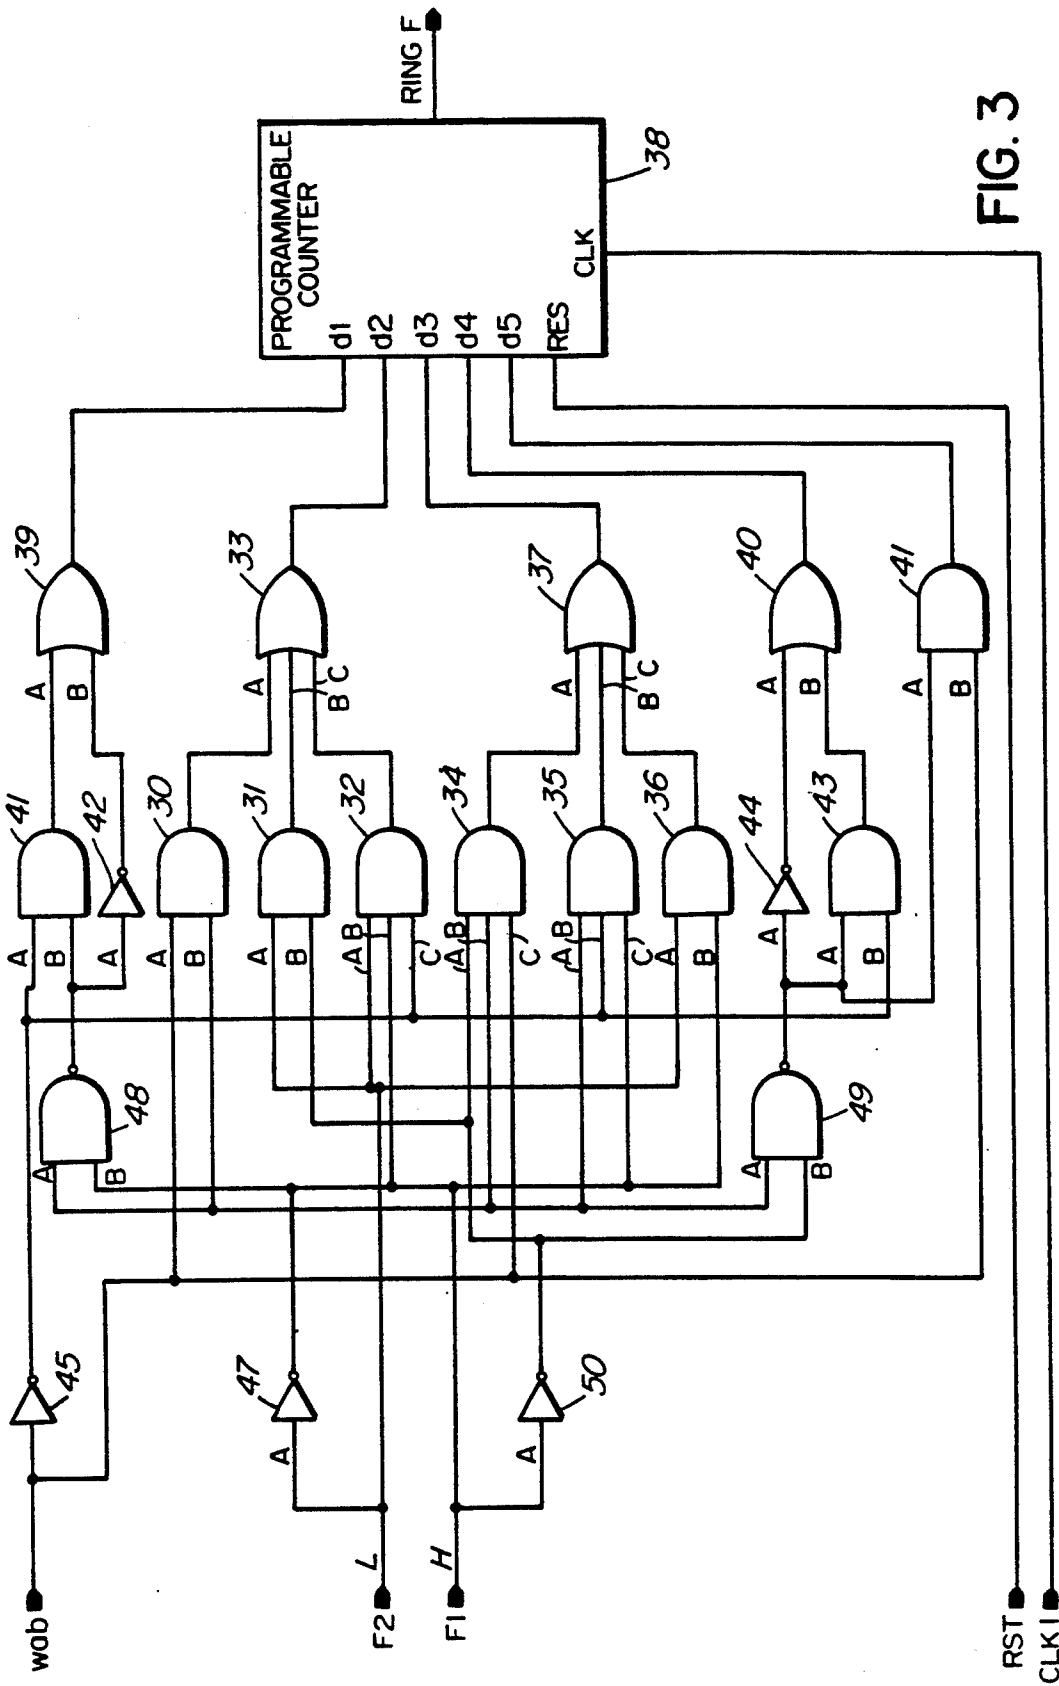 FIG. 3
RING F
PROGRAMMABLE
COUNTER
d1
d2
d3
d4
d5
RES
CLK
38
39
A
B
33
A
B
C
37
A
B
C
40
A
B
41
A
B
41
A
B
42
A
30
A
B
31
A
B
32
A
B
C
34
A
B
C
35
A
B
C
36
A
B
44
A
43
A
B
48
A
B
49
A
B
45
47
A
50
A
wab
F2
L
F1
H
RST
CLK I